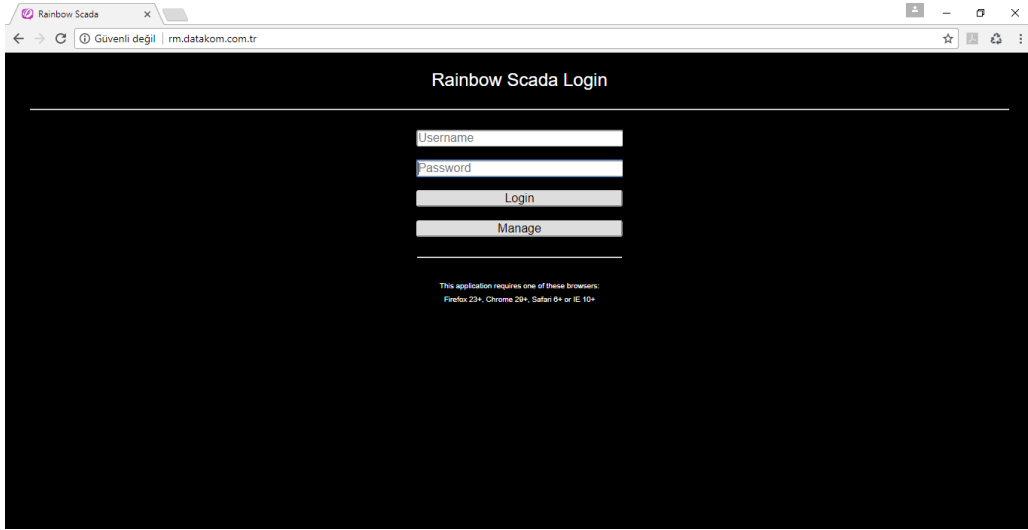 Rainbow Scada
Güvenli değil | rm.datakom.com.tr
Rainbow Scada Login
Username
Password
Login
Manage
This application requires one of these browsers:
Firefox 23+, Chrome 29+, Safari 6+ or IE 10+